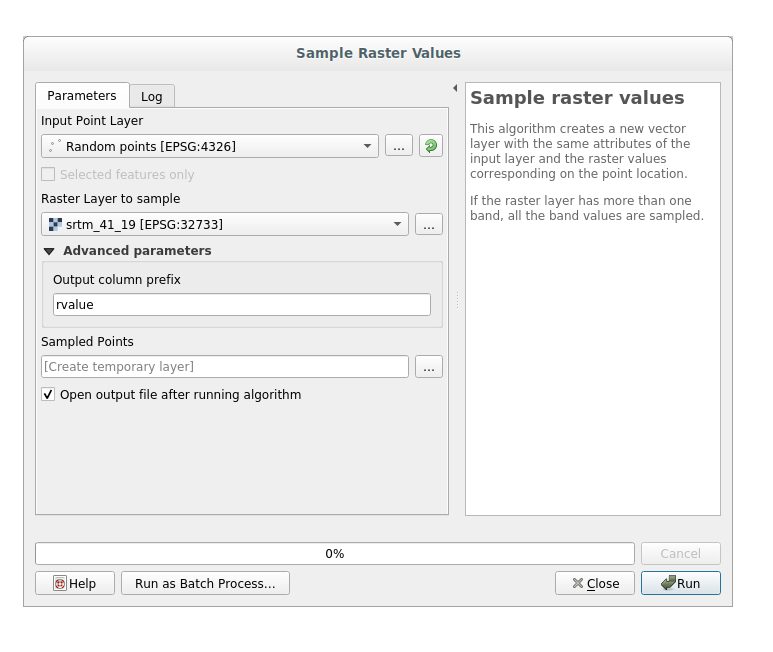 Sample Raster Values
Parameters
Log
Input Point Layer
Random points [EPSG:4326]
...
Selected features only
Raster Layer to sample
srtm_41_19 [EPSG:32733]
...
Advanced parameters
Output column prefix
rvalue
Sampled Points
[Create temporary layer]
...
Open output file after running algorithm
Sample raster values
This algorithm creates a new vector
layer with the same attributes of the
input layer and the raster values
corresponding on the point location.
If the raster layer has more than one
band, all the band values are sampled.
0%
Cancel
Help
Run as Batch Process...
Close
Run